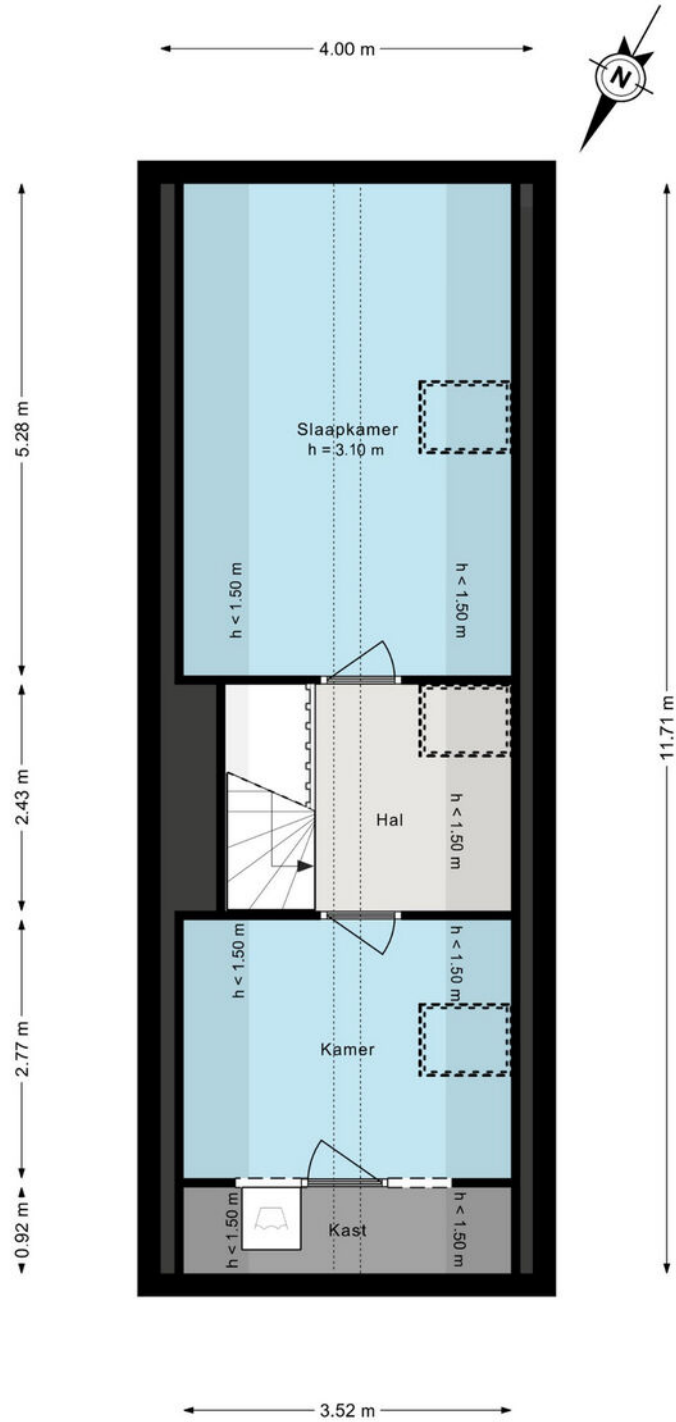 4.00 m
N
5.28 m
Slaapkamer
h = 3.10 m
h < 1.50 m
h < 1.50 m
11.71 m
2.43 m
Hal
h < 1.50 m
h < 1.50 m
h < 1.50 m
2.77 m
Kamer
0.92 m
h < 1.50 m
Kast
h < 1.50 m
3.52 m